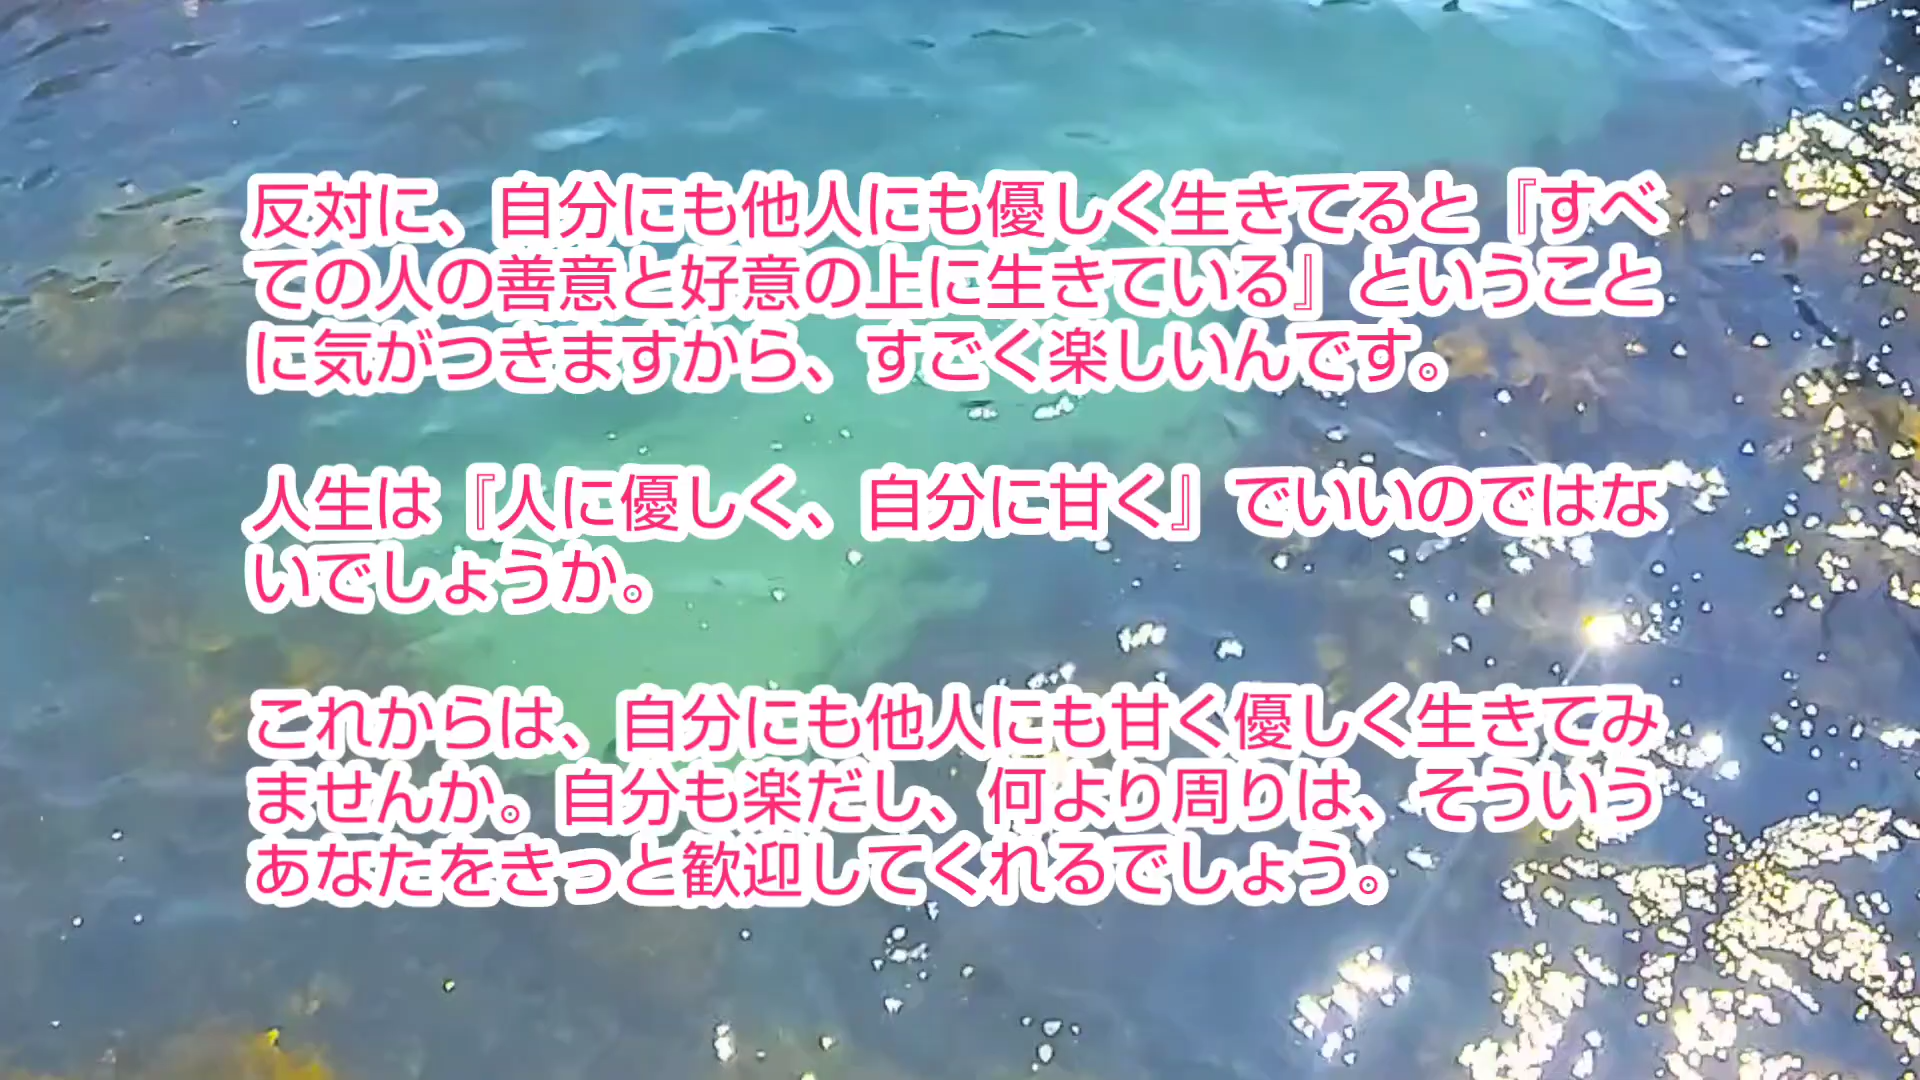 反対に、自分にも他人にも優しく生きてると『すべ
ての人の善意と好意の上に生きている』ということ
に気がつきますから、すごく楽しいんです。
人生は『人に優しく、自分に甘く』でいいのではな
いでしょうか。
これからは、自分にも他人にも甘く優しく生きてみ
ませんか。自分も楽だし、何より周りは、そういう
あなたをきっと歓迎してくれるでしょう。